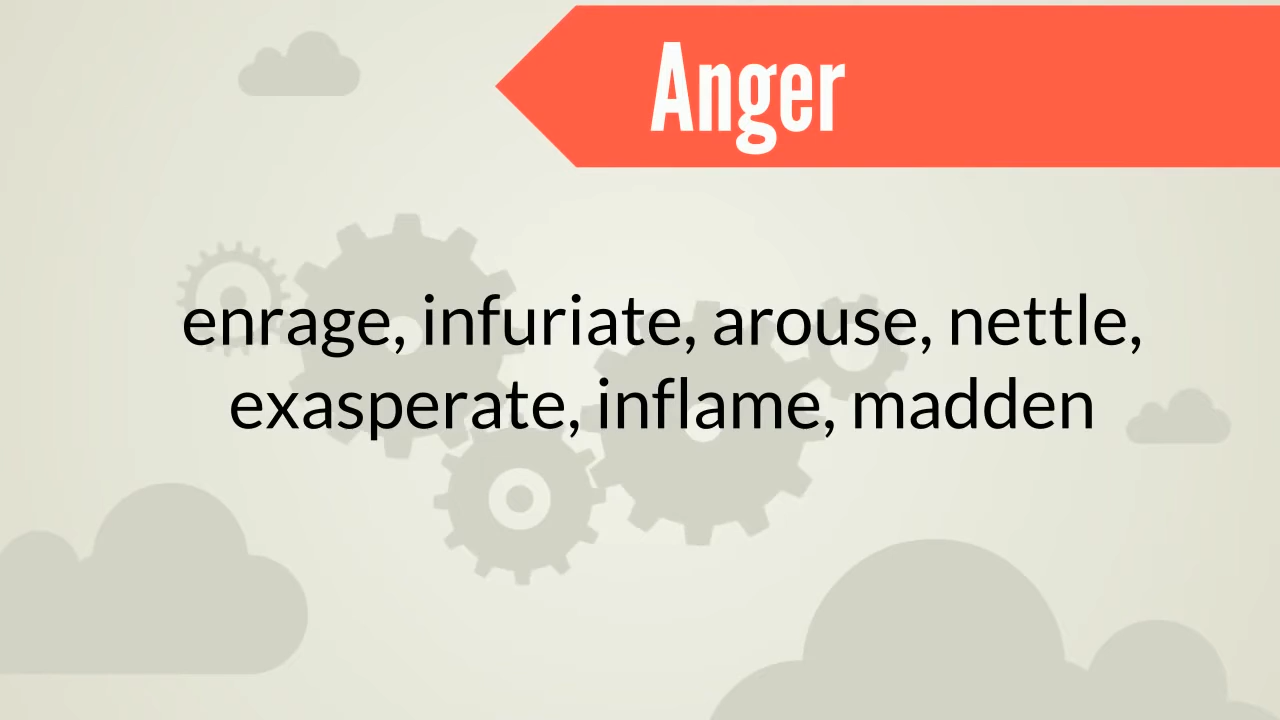 Anger
enrage, infuriate, arouse, nettle,
exasperate, inflame, madden